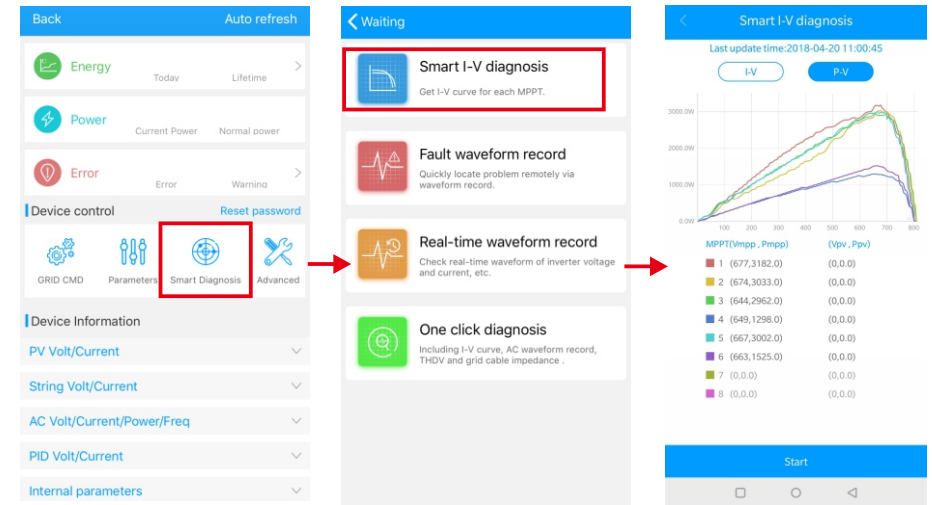 Back
Auto refresh
Energy
Today
Lifetime
Power
Current Power
Normal power
Error
Error
Warning
Device control
Reset password
GRID CMD
Parameters
Smart Diagnosis
Advanced
Device Information
PV Volt/Current
String Volt/Current
AC Volt/Current/Power/Freq
PID Volt/Current
Internal parameters
Waiting
Smart I-V diagnosis
Get I-V curve for each MPPT.
Fault waveform record
Quickly locate problem remotely via
waveform record.
Real-time waveform record
Check real-time waveform of inverter voltage
and current, etc.
One click diagnosis
Including I-V curve, AC waveform record,
THDV and grid cable impedance .
Smart I-V diagnosis
Last update time:2018-04-20 11:00:45
I-V
P-V
3000.0W
2000.0W
1000.0W
0.0W
100 200 300 400 500 600 700 800
MPPT(Vmpp , Pmpp) (Vpv , Ppv)
1 (677,3182.0) (0,0.0)
2 (674,3033.0) (0,0.0)
3 (644,2962.0) (0,0.0)
4 (649,1298.0) (0,0.0)
5 (667,3002.0) (0,0.0)
6 (663,1525.0) (0,0.0)
7 (0,0.0) (0,0.0)
8 (0,0.0) (0,0.0)
Start